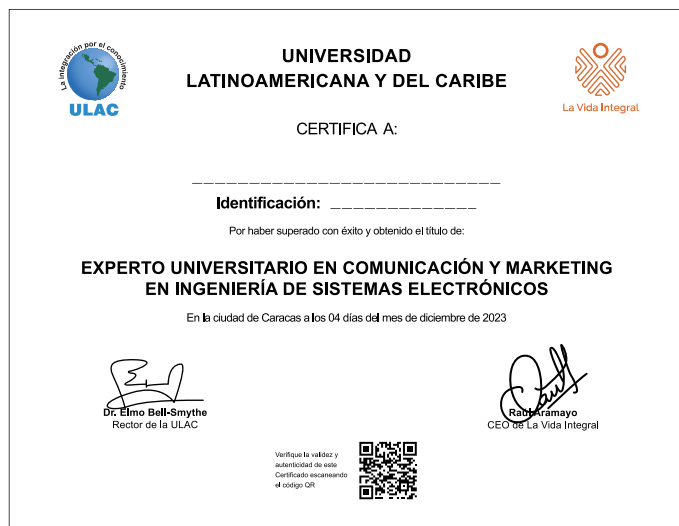 La integración por el conocimiento
ULAC
UNIVERSIDAD
LATINOAMERICANA Y DEL CARIBE
La Vida Integral
CERTIFICA A:
___________________________
Identificación: _____________
Por haber superado con éxito y obtenido el título de:
EXPERTO UNIVERSITARIO EN COMUNICACIÓN Y MARKETING
EN INGENIERÍA DE SISTEMAS ELECTRÓNICOS
En la ciudad de Caracas a los 04 días del mes de diciembre de 2023
Dr. Elmo Bell-Smythe
Rector de la ULAC
Raúl Aramayo
CEO de La Vida Integral
Verifique la validez y
autenticidad de este
Certificado escaneando
el código QR